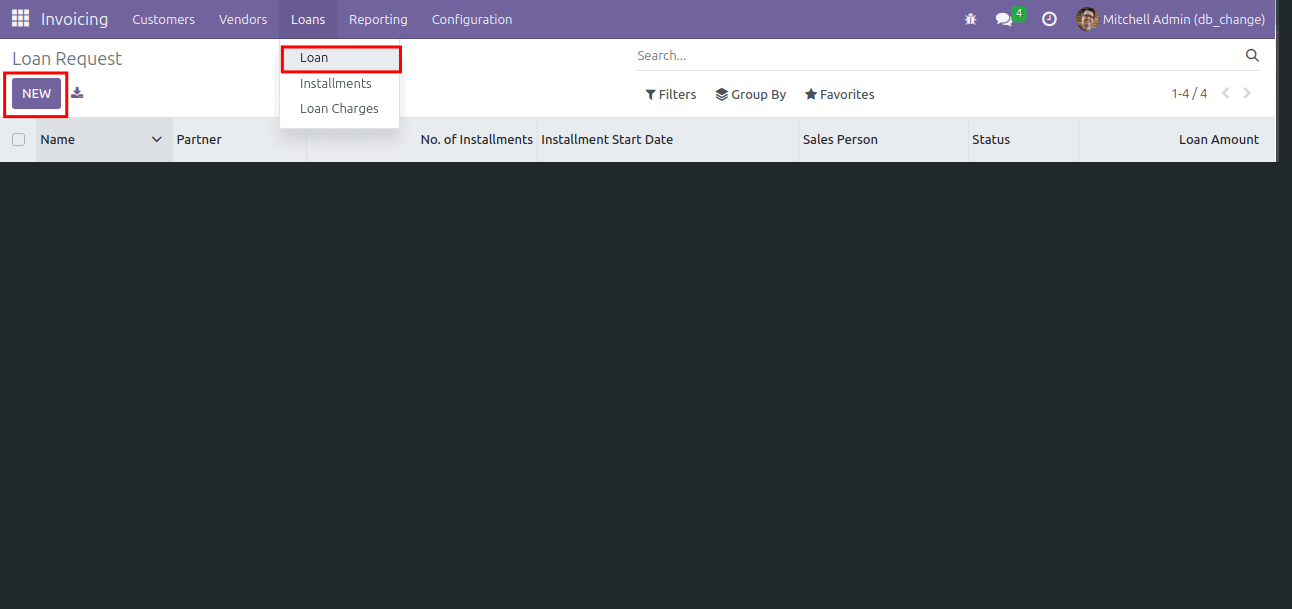 Invoicing Customers Vendors Loans Reporting Configuration 4 Mitchell Admin (db_change)
Loan Request
Loan
Installments
Loan Charges
Search...
NEW
Filters Group By Favorites 1-4 / 4
Name Partner No. of Installments Installment Start Date Sales Person Status Loan Amount